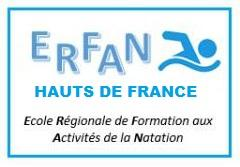 ERFAN
HAUTS DE FRANCE
Ecole Régionale de Formation aux
Activités de la Natation